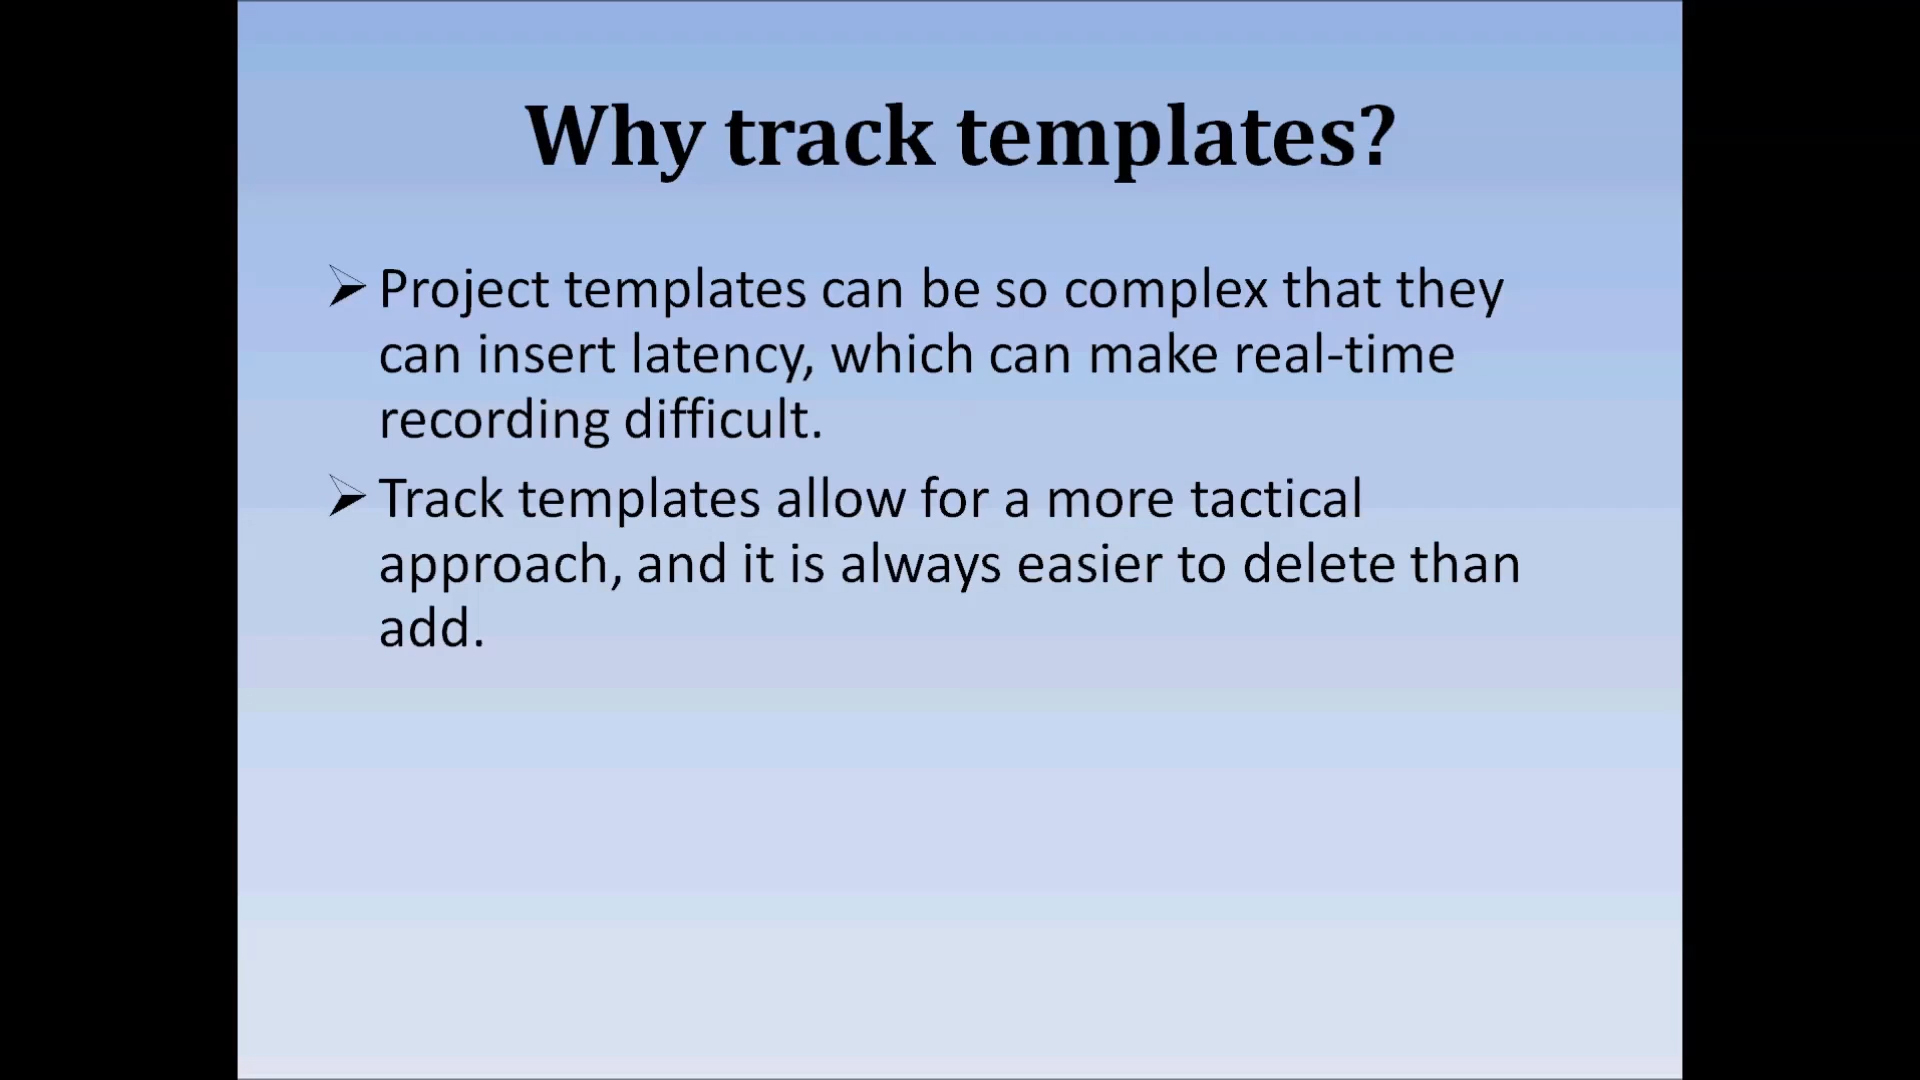 Why track templates?
Project templates can be so complex that they
can insert latency, which can make real-time
recording difficult.
Track templates allow for a more tactical
approach, and it is always easier to delete than
add.